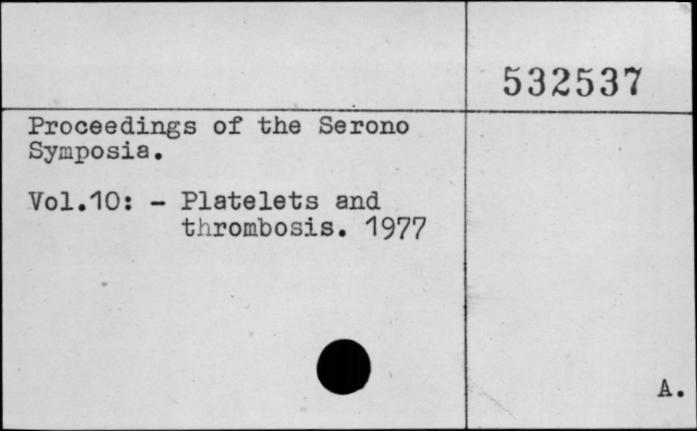 532537
Proceedings of the Serono
Symposia.
Vol.10: - Platelets and
thrombosis. 1977
A.